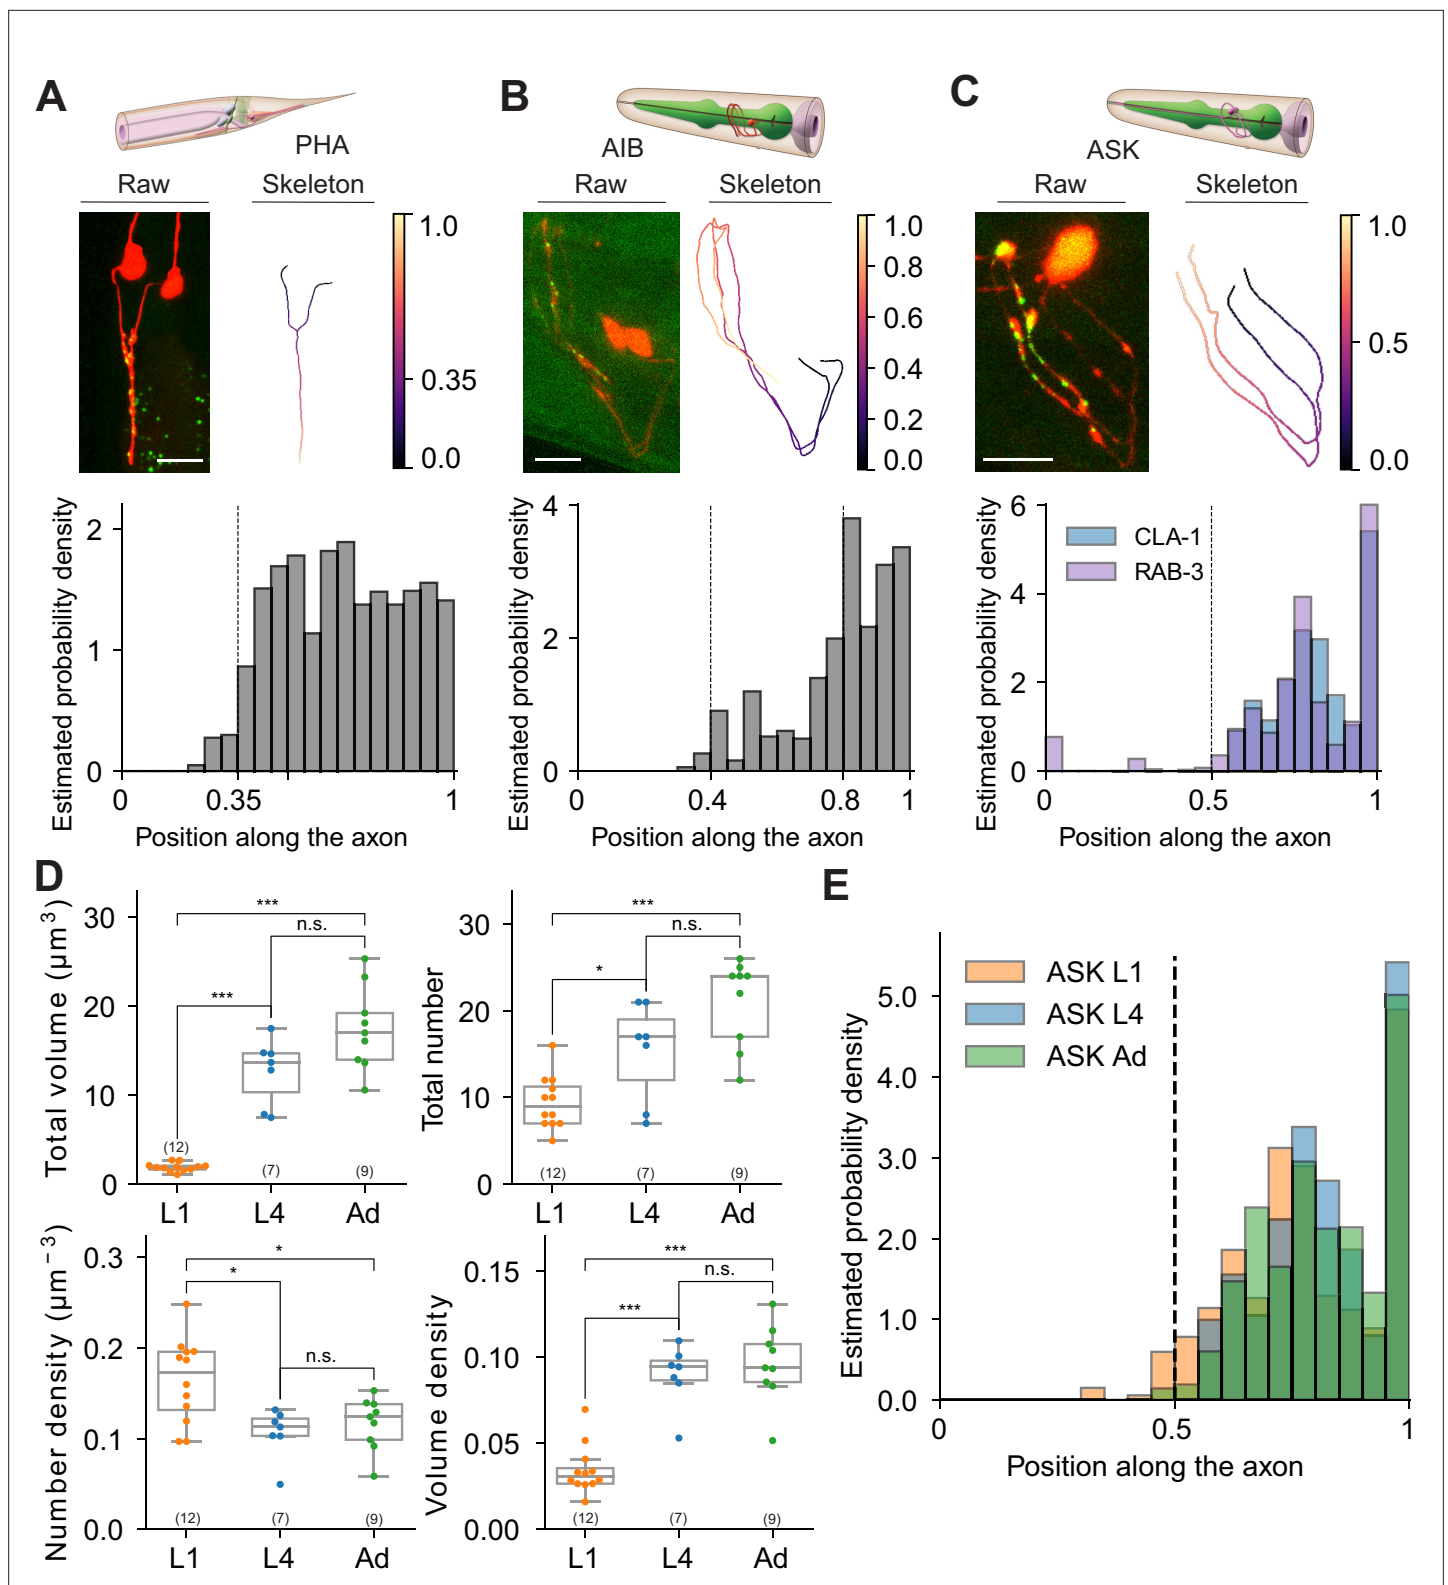 A
PHA
Raw
Skeleton
1.0
0.35
0.0
Estimated probability density
2
1
0
0
0.35
1
Position along the axon
B
AIB
Raw
Skeleton
1.0
0.8
0.6
0.4
0.2
0.0
Estimated probability density
4
2
0
0
0.4
0.8
1
Position along the axon
C
ASK
Raw
Skeleton
1.0
0.5
0.0
Estimated probability density
6
4
2
0
CLA-1
RAB-3
0
0.5
1
Position along the axon
D
Total volume (µm³)
30
20
10
0
***
n.s.
***
(12)
(7)
(9)
L1
L4
Ad
Total number
30
20
10
0
***
n.s.
*
(12)
(7)
(9)
L1
L4
Ad
Number density (µm⁻³)
0.3
0.2
0.1
0.0
*
*
n.s.
(12)
(7)
(9)
L1
L4
Ad
Volume density
0.15
0.10
0.05
0.00
***
n.s.
***
(12)
(7)
(9)
L1
L4
Ad
E
Estimated probability density
5.0
4.0
3.0
2.0
1.0
0.0
ASK L1
ASK L4
ASK Ad
0
0.5
1
Position along the axon